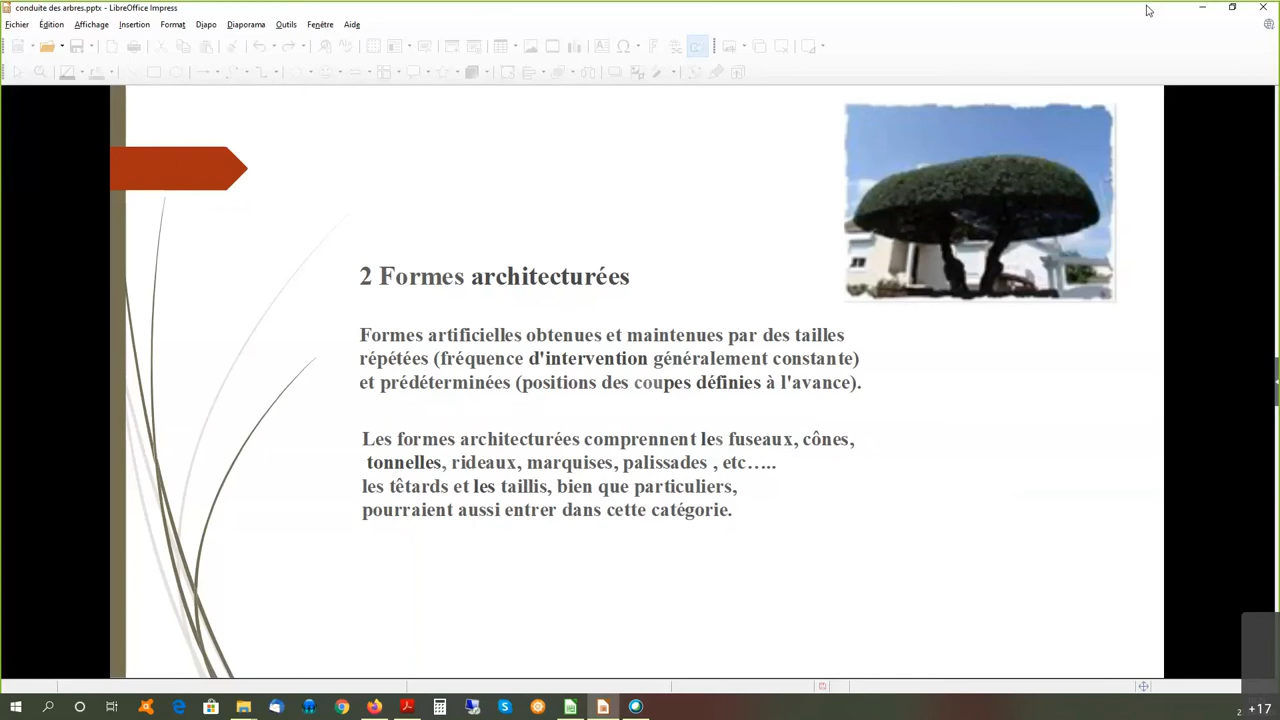 conduite des arbres.pptx - LibreOffice Impress
Fichier Édition Affichage Insertion Format Diapo Diaporama Outils Fenêtre Aide
2 Formes architecturées
Formes artificielles obtenues et maintenues par des tailles
répétées (fréquence d'intervention généralement constante)
et prédéterminées (positions des coupes définies à l'avance).
Les formes architecturées comprennent les fuseaux, cônes,
tonnelles, rideaux, marquises, palissades , etc…..
les têtards et les taillis, bien que particuliers,
pourraient aussi entrer dans cette catégorie.
2 +17